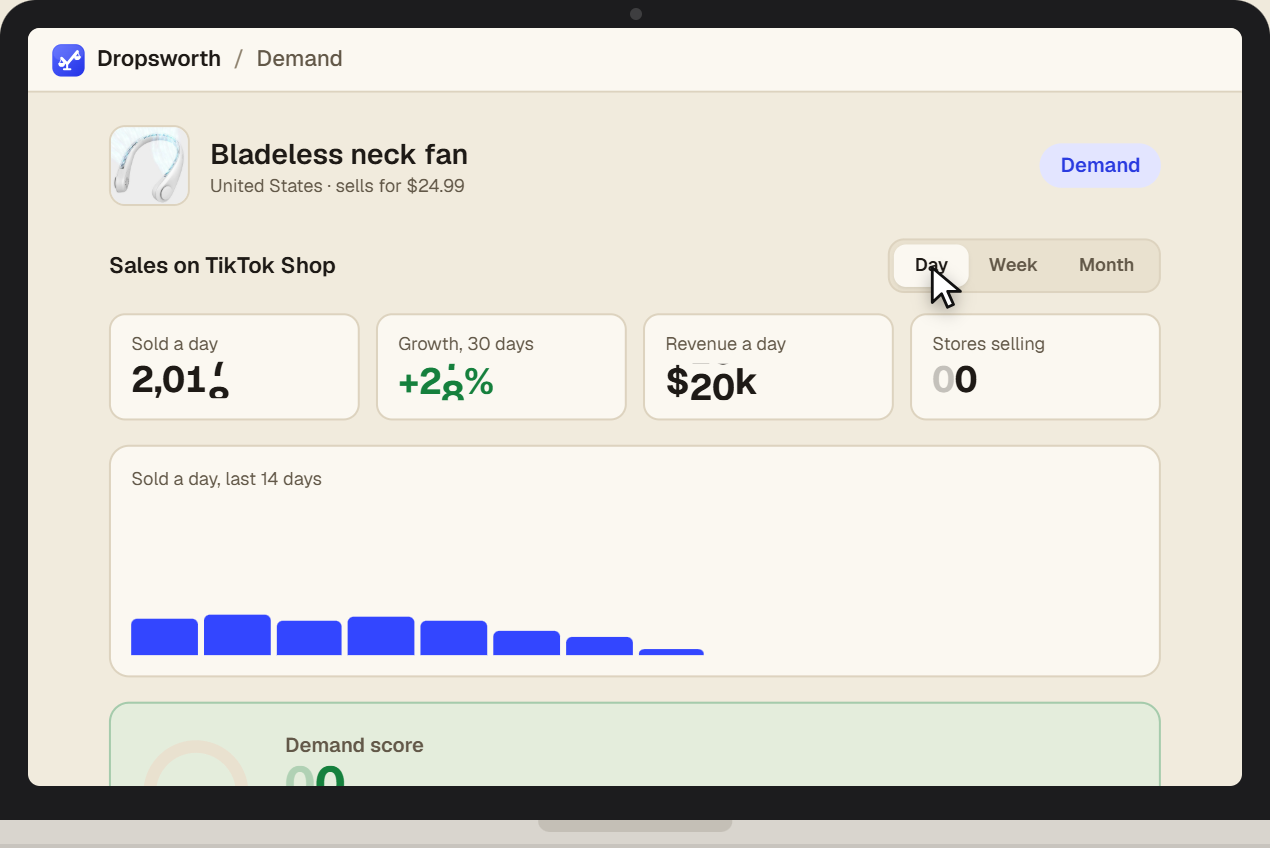 Dropsworth / Demand
Bladeless neck fan
United States · sells for $24.99
Demand
Sales on TikTok Shop
Day Week Month
Sold a day
Growth, 30 days
Revenue a day
$20k
Stores selling
00
Sold a day, last 14 days
Demand score
00